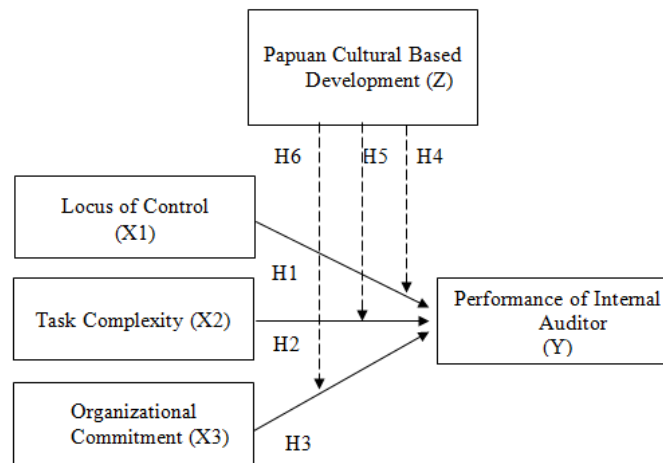 Papuan Cultural Based
Development (Z)
H6
H5
H4
Locus of Control
(X1)
H1
Task Complexity (X2)
H2
Performance of Internal
Auditor
(Y)
Organizational
Commitment (X3)
H3